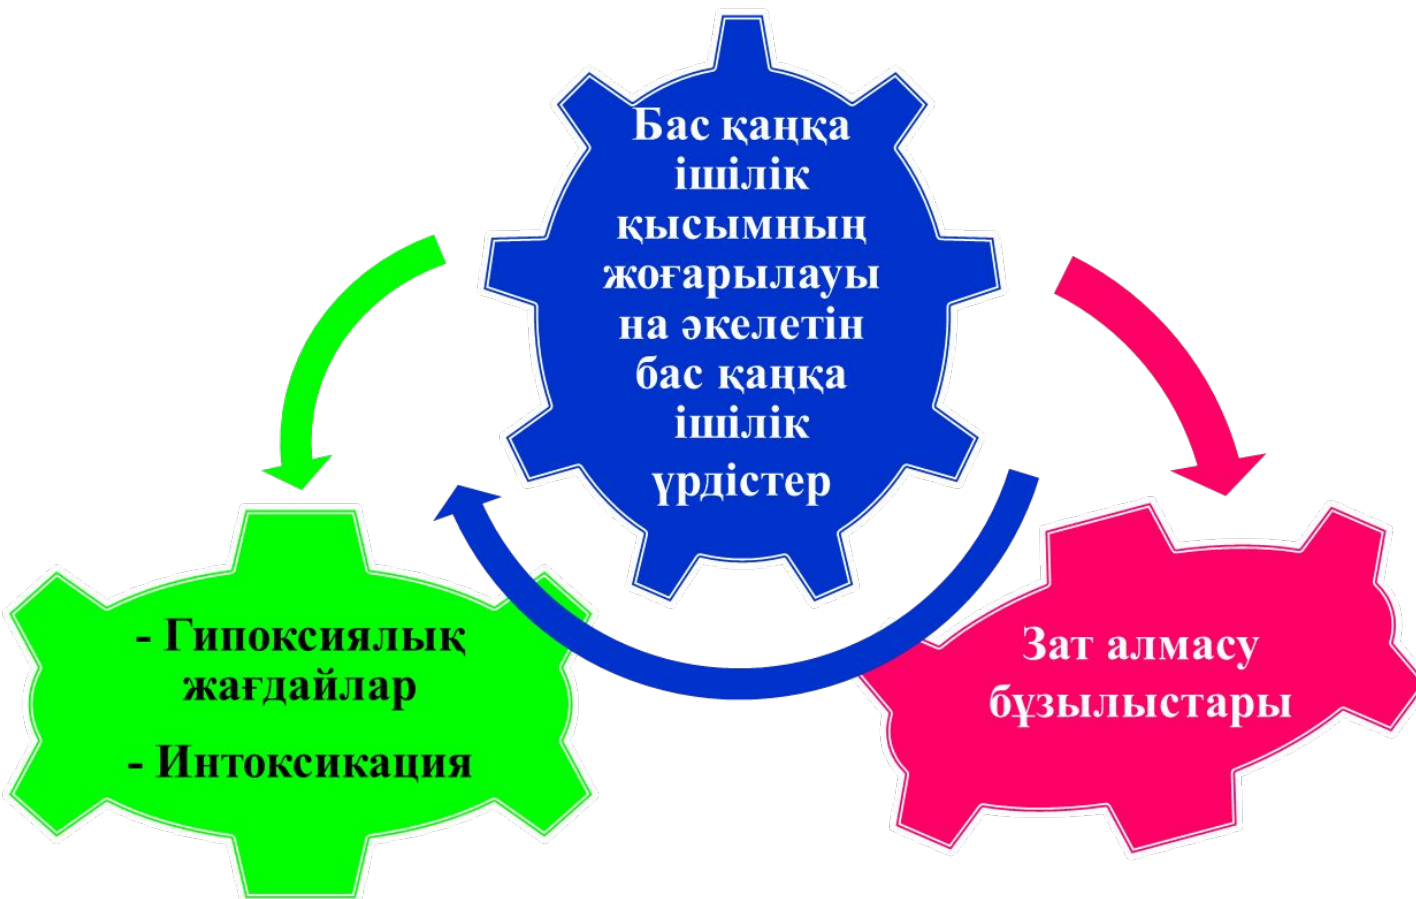 Бас қаңқа
ішілік
қысымның
жоғарылауы
на әкелетін
бас қаңқа
ішілік
үрдістер
- Гипоксиялық
жағдайлар
- Интоксикация
Зат алмасу
бұзылыстары